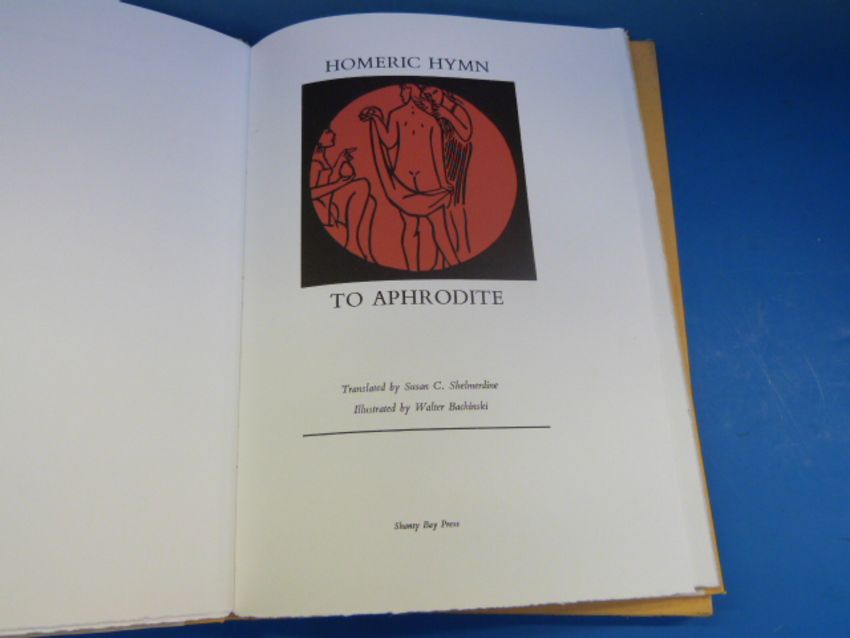 HOMERIC HYMN
TO APHRODITE
Translated by Susan C. Shelmerdine
Illustrated by Walter Bachinski
Shanty Bay Press